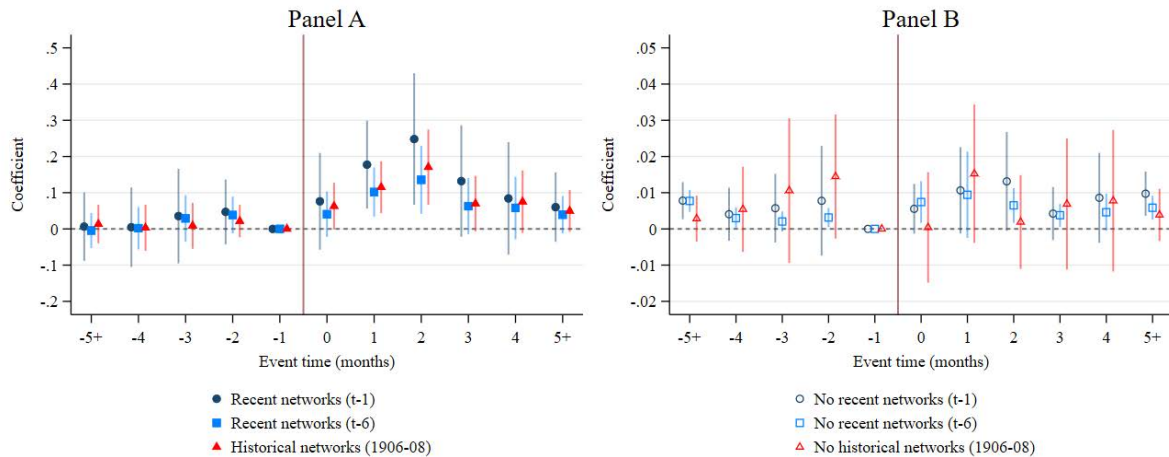 Panel A
.5
.4
.3
.2
.1
0
-.1
-.2
Coefficient
-5+ -4 -3 -2 -1 0 1 2 3 4 5+
Event time (months)
Recent networks (t-1)
Recent networks (t-6)
Historical networks (1906-08)
Panel B
.05
.04
.03
.02
.01
0
-.01
-.02
Coefficient
-5+ -4 -3 -2 -1 0 1 2 3 4 5+
Event time (months)
No recent networks (t-1)
No recent networks (t-6)
No historical networks (1906-08)